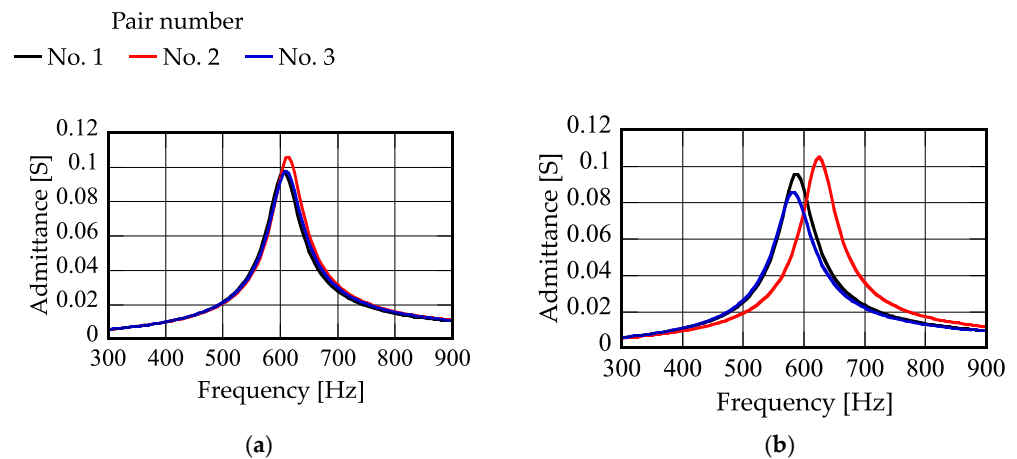 Pair number
No. 1 No. 2 No. 3
0.12
0.1
0.08
0.06
0.04
0.02
0
300 400 500 600 700 800 900
Admittance [S]
Frequency [Hz]
(a)
0.12
0.1
0.08
0.06
0.04
0.02
0
300 400 500 600 700 800 900
Admittance [S]
Frequency [Hz]
(b)